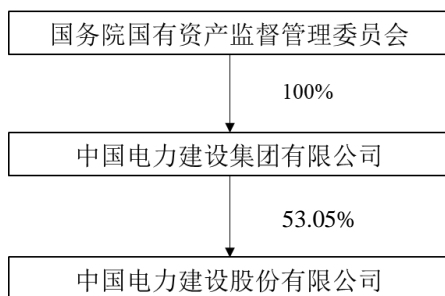 国务院国有资产监督管理委员会
100%
中国电力建设集团有限公司
53.05%
中国电力建设股份有限公司